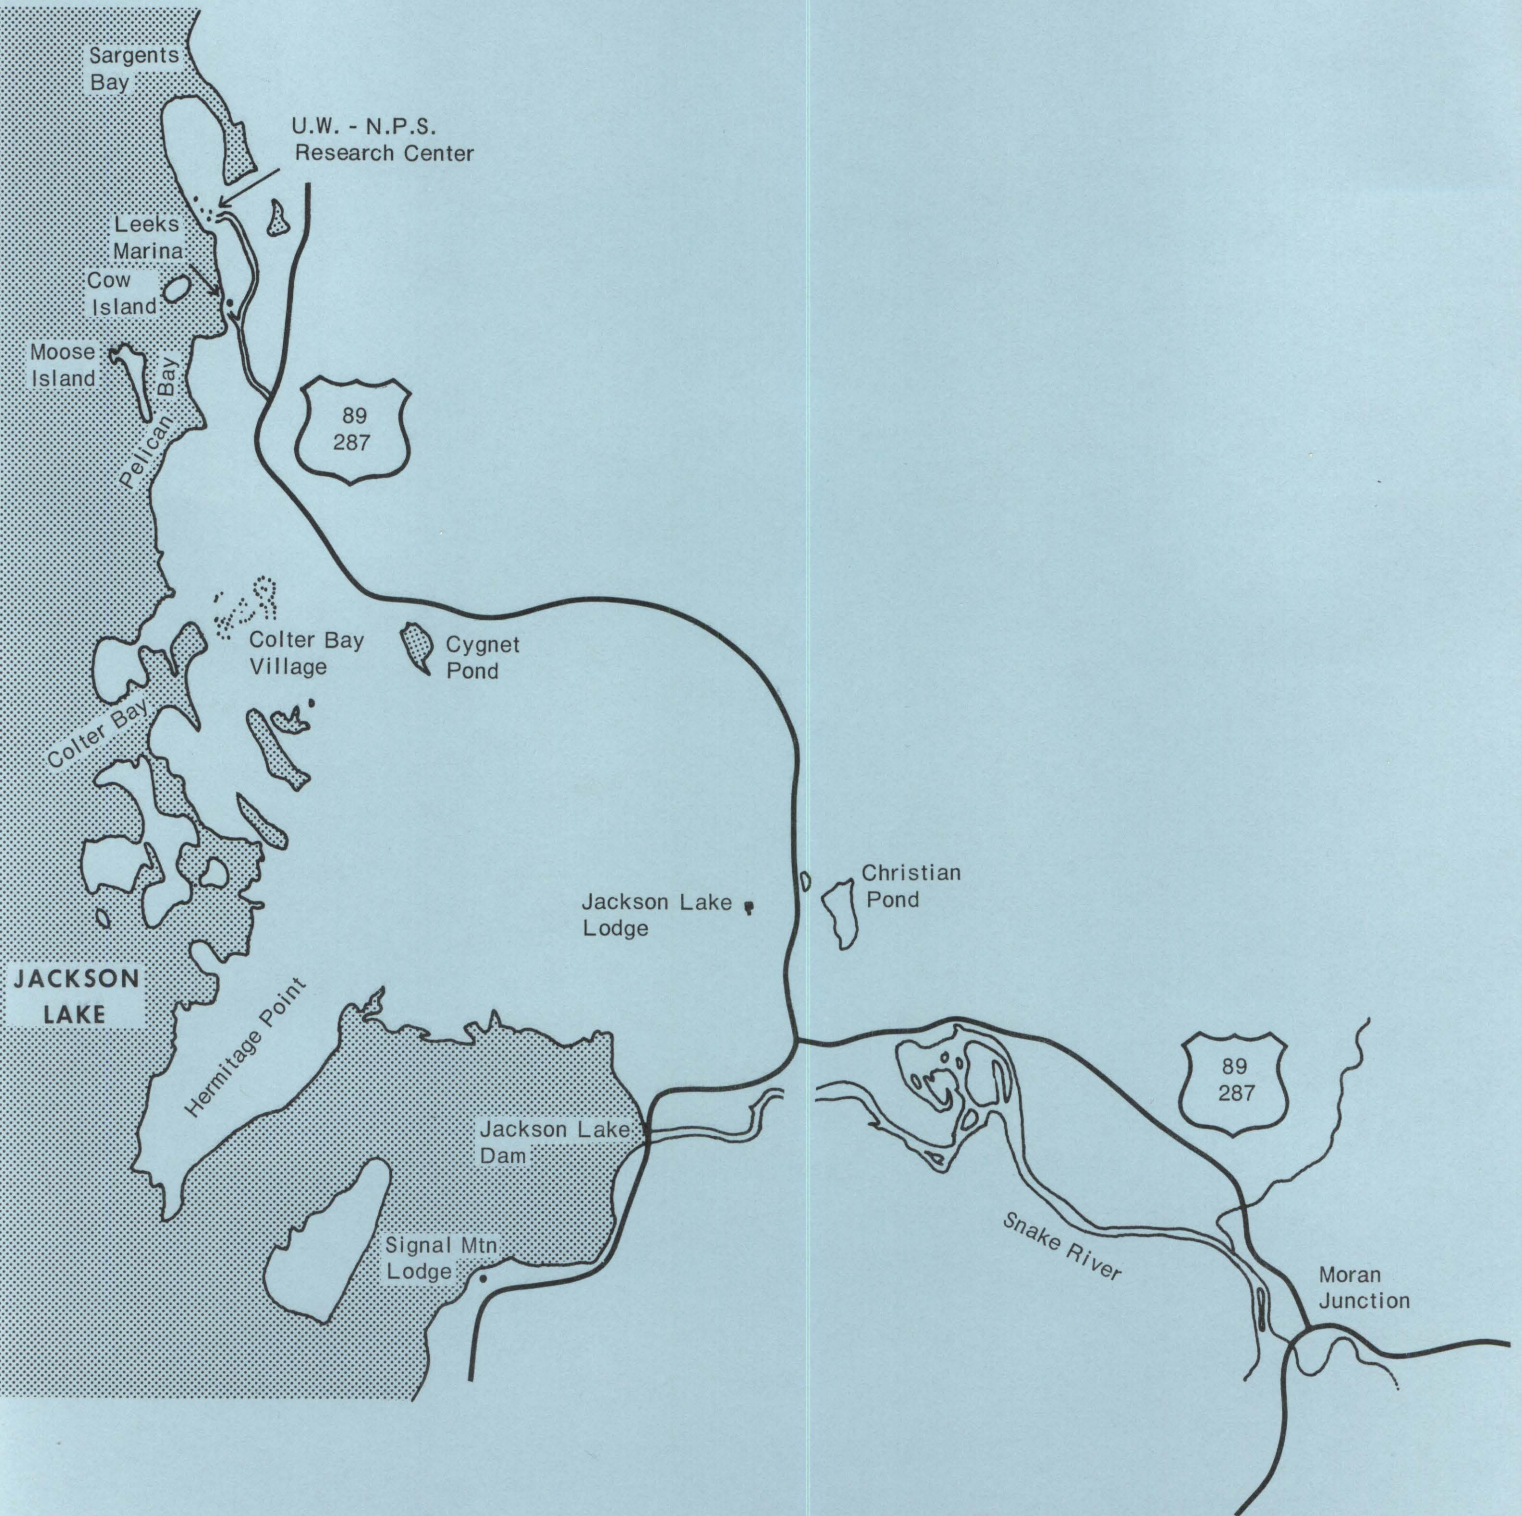 Sargents
Bay
U.W. - N.P.S.
Research Center
Leeks
Marina
Cow
Island
Moose
Island
Pelican Bay
89
287
Colter Bay
Village
Cygnet
Pond
Colter Bay
Christian
Pond
Jackson Lake
Lodge
JACKSON
LAKE
Hermitage Point
89
287
Jackson Lake
Dam
Signal Mtn
Lodge
Snake River
Moran
Junction